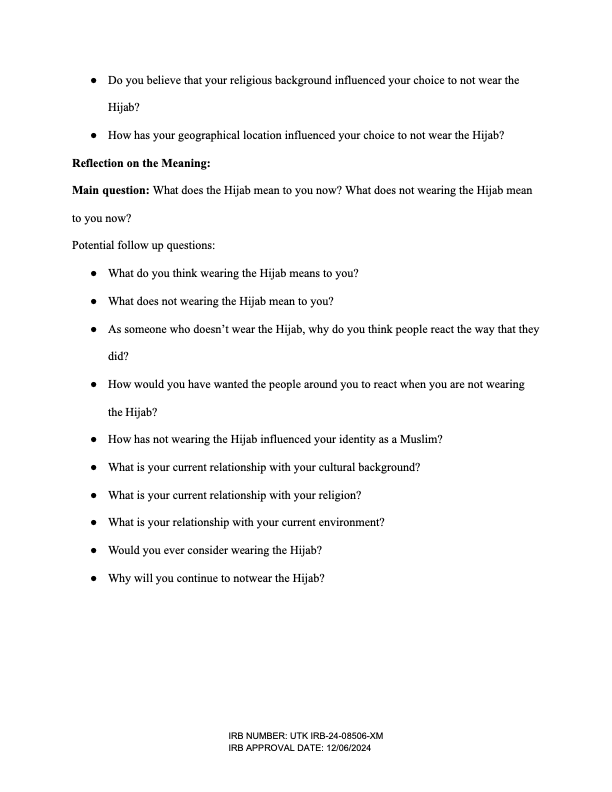 ● Do you believe that your religious background influenced your choice to not wear the
Hijab?
● How has your geographical location influenced your choice to not wear the Hijab?
Reflection on the Meaning:
Main question: What does the Hijab mean to you now? What does not wearing the Hijab mean
to you now?
Potential follow up questions:
● What do you think wearing the Hijab means to you?
● What does not wearing the Hijab mean to you?
● As someone who doesn’t wear the Hijab, why do you think people react the way that they
did?
● How would you have wanted the people around you to react when you are not wearing
the Hijab?
● How has not wearing the Hijab influenced your identity as a Muslim?
● What is your current relationship with your cultural background?
● What is your current relationship with your religion?
● What is your relationship with your current environment?
● Would you ever consider wearing the Hijab?
● Why will you continue to notwear the Hijab?
IRB NUMBER: UTK IRB-24-08506-XM
IRB APPROVAL DATE: 12/06/2024